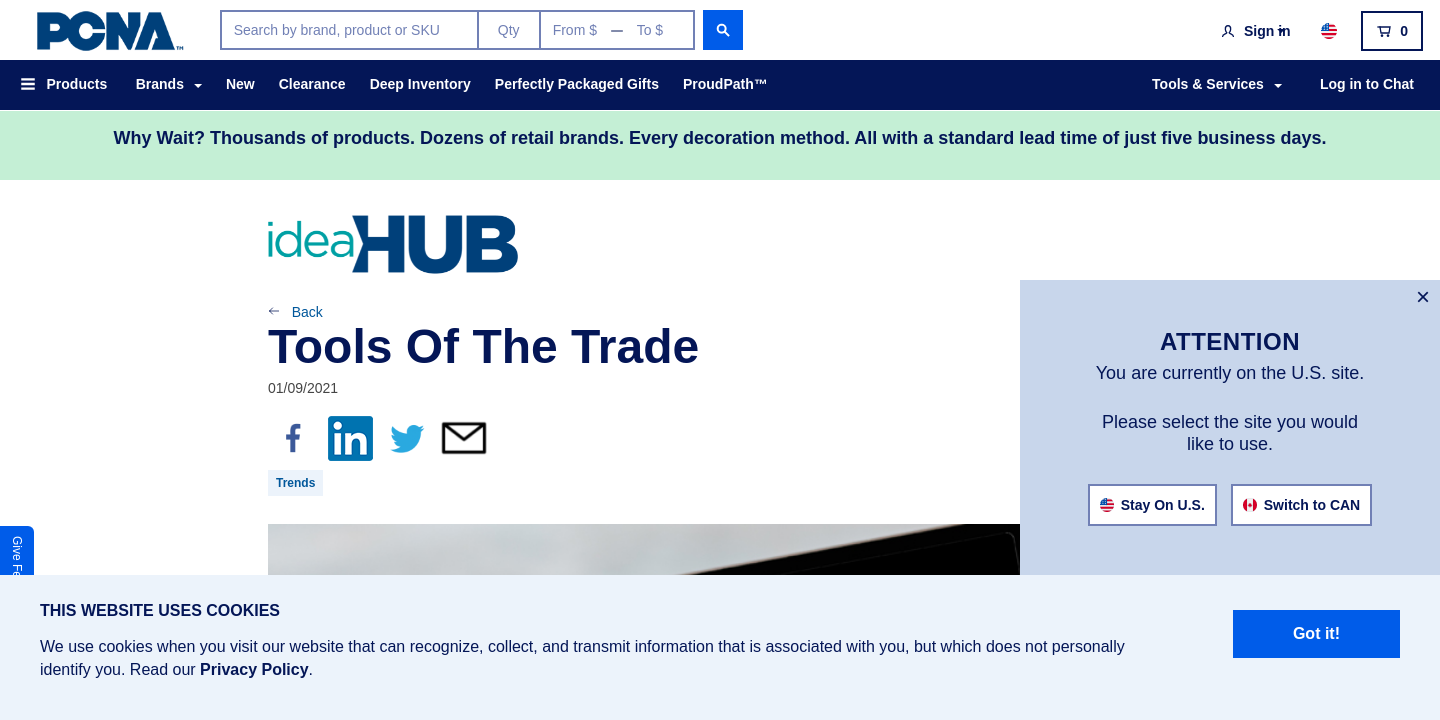 PCNA™
Search by brand, product or SKU
Qty
From $ — To $
Sign in
0
Products
Brands
New
Clearance
Deep Inventory
Perfectly Packaged Gifts
ProudPath™
Tools & Services
Log in to Chat
Why Wait? Thousands of products. Dozens of retail brands. Every decoration method. All with a standard lead time of just five business days.
ideaHUB
Back
Tools Of The Trade
01/09/2021
f
in
Trends
×
ATTENTION
You are currently on the U.S. site.
Please select the site you would
like to use.
Stay On U.S.
Switch to CAN
Give
THIS WEBSITE USES COOKIES
We use cookies when you visit our website that can recognize, collect, and transmit information that is associated with you, but which does not personally
identify you. Read our Privacy Policy.
Got it!